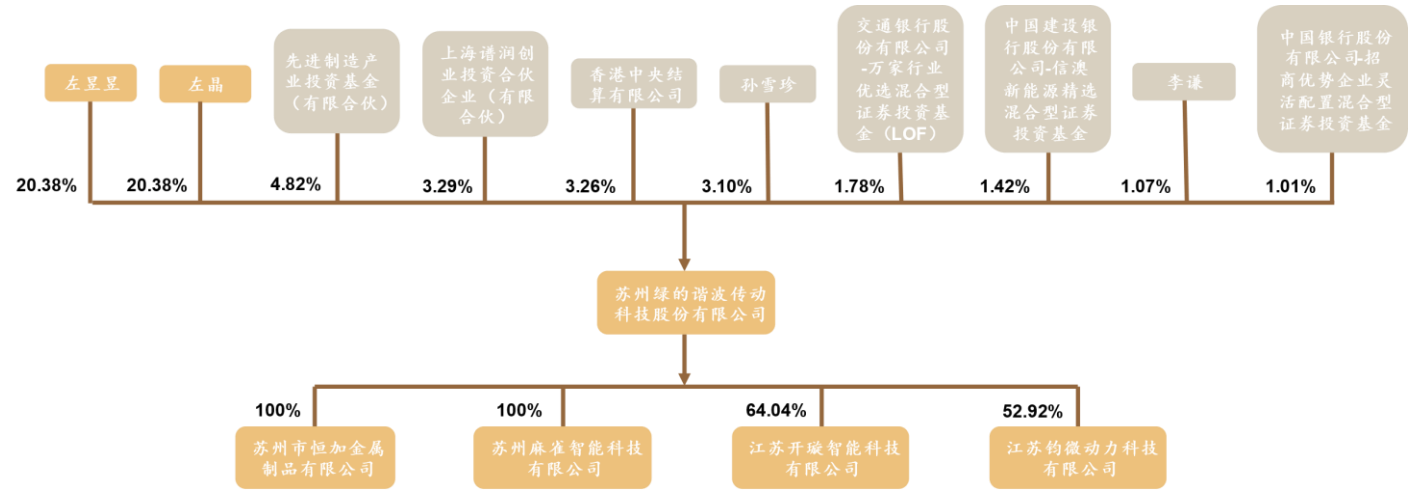 左昱昱
左晶
先进制造产
业投资基金
（有限合伙）
上海谱润创
业投资合伙
企业（有限
合伙）
香港中央结
算有限公司
孙雪珍
交通银行股
份有限公司
-万家行业
优选混合型
证券投资基
金（LOF）
中国建设银
行股份有限
公司-信澳
新能源精选
混合型证券
投资基金
李谦
中国银行股份
有限公司-招
商优势企业灵
活配置混合型
证券投资基金
20.38%
20.38%
4.82%
3.29%
3.26%
3.10%
1.78%
1.42%
1.07%
1.01%
苏州绿的谐波传动
科技股份有限公司
100%
100%
64.04%
52.92%
苏州市恒加金属
制品有限公司
苏州麻雀智能科技
有限公司
江苏开璇智能科技
有限公司
江苏钧微动力科技
有限公司